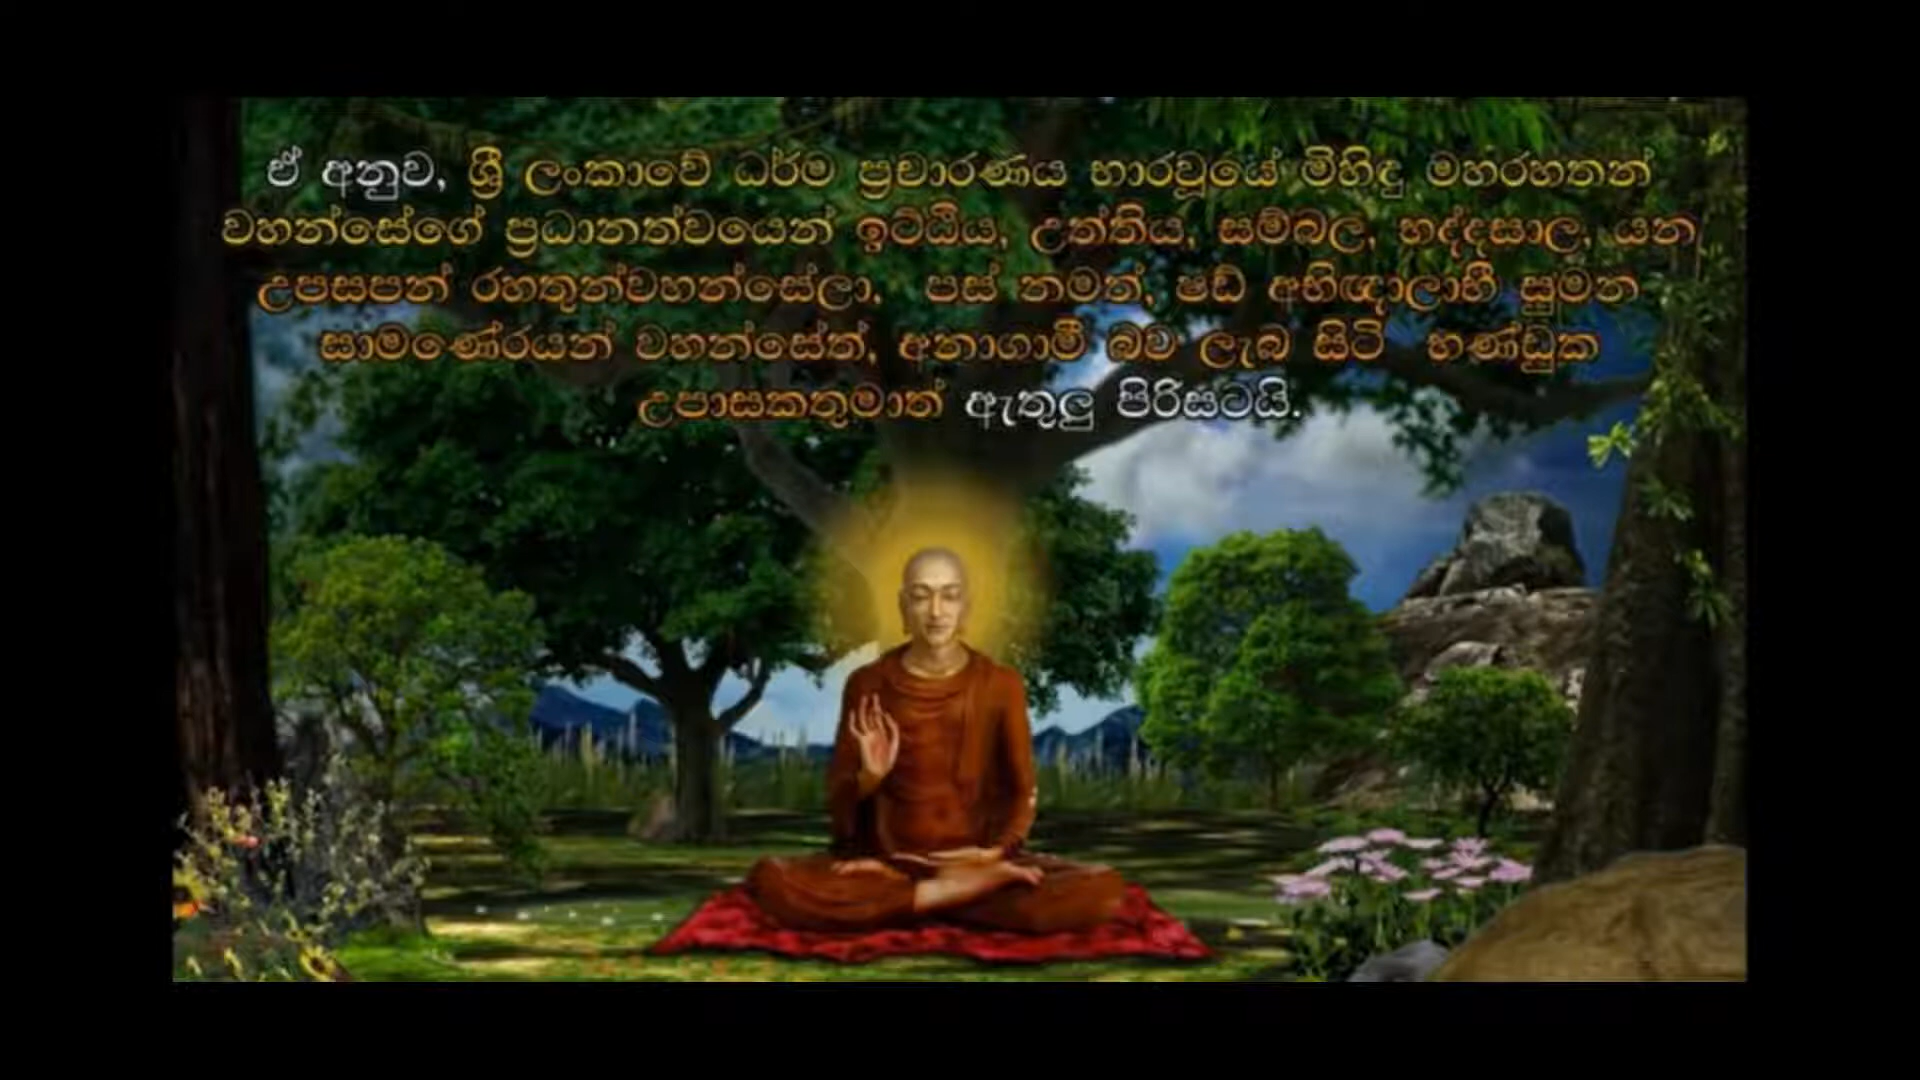 ඒ අනුව, ශ්‍රී ලංකාවේ ධර්ම ප්‍රචාරණය භාරවූයේ මිහිඳු මහරහතන්
වහන්සේගේ ප්‍රධානත්වයෙන් ඉට්ඨිය, උත්තිය, සම්බල, භද්දසාල, යන
උපසපන් රහතුන්වහන්සේලා, පස් නමත්, ෂඩ් අභිඥාලාභී සුමන
සාමණේරයන් වහන්සේත්, අනාගාමී බව ලැබ සිටි භණ්ඩුක
උපාසකතුමාත් ඇතුලු පිරිසටයි.